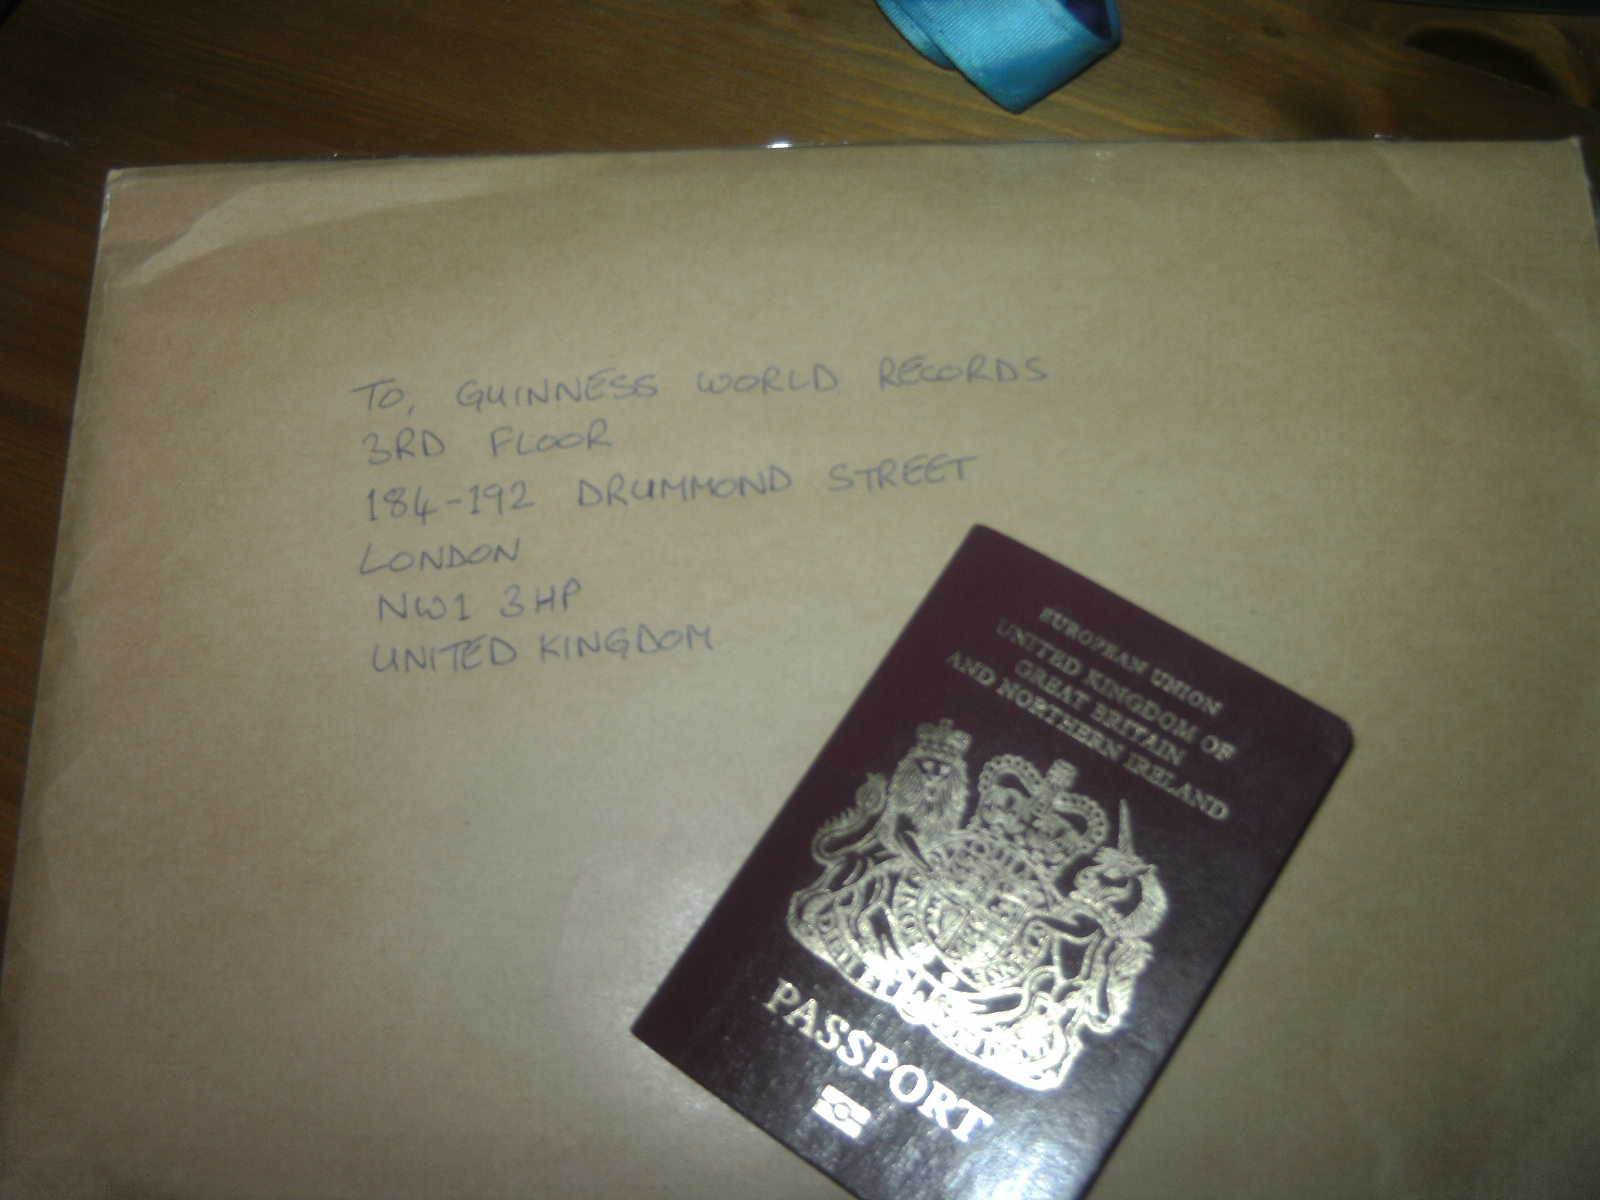 TO, GUINNESS WORLD RECORDS
3RD FLOOR
184-192 DRUMMOND STREET
LONDON
NW1 3HP
UNITED KINGDOM
EUROPEAN UNION
UNITED KINGDOM OF
GREAT BRITAIN
AND NORTHERN IRELAND
PASSPORT